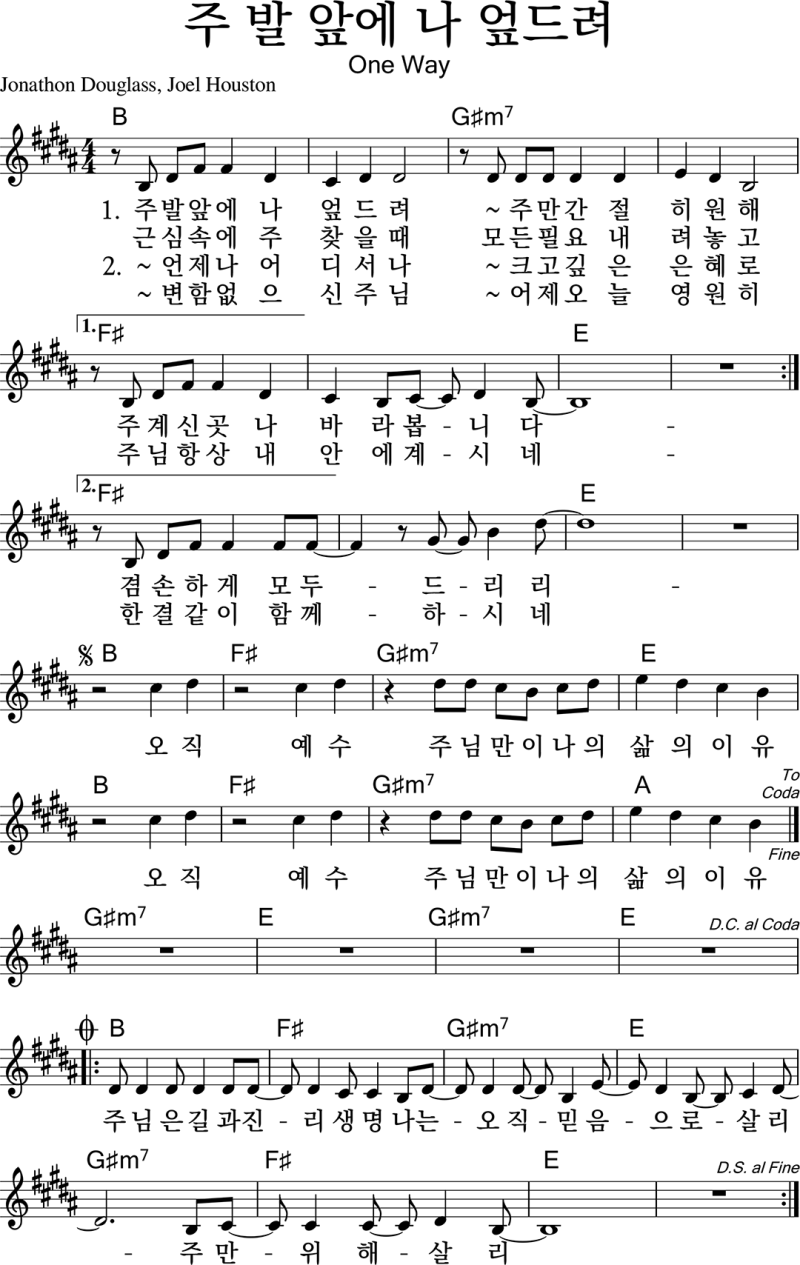 주 발 앞에 나 엎드려
One Way
Jonathon Douglass, Joel Houston
B G#m7
1. 주발앞에 나 엎드려 ~주만간 절 히원해
근심속에 주 찾을때 모든필요 내 려놓고
2. ~언제나 어 디서나 ~크고깊 은 은혜로
~변함없 으 신주님 ~어제오 늘 영원히
1. F# E
주계신곳 나 바 라봅-니 다-
주님항상 내 안 에계-시 네-
2. F# E
겸손하게 모두-드-리 리-
한결같이 함께-하-시 네
B F# G#m7 E
오직 예수 주님만이나의 삶의이유
To Coda
B F# G#m7 A
Fine
오직 예수 주님만이나의 삶의이유
G#m7 E G#m7 E D.C. al Coda
B F# G#m7 E
주님은길 과진-리생명 나는-오직-믿음-으로-살리
G#m7 F# E D.S. al Fine
- 주만-위해-살 리